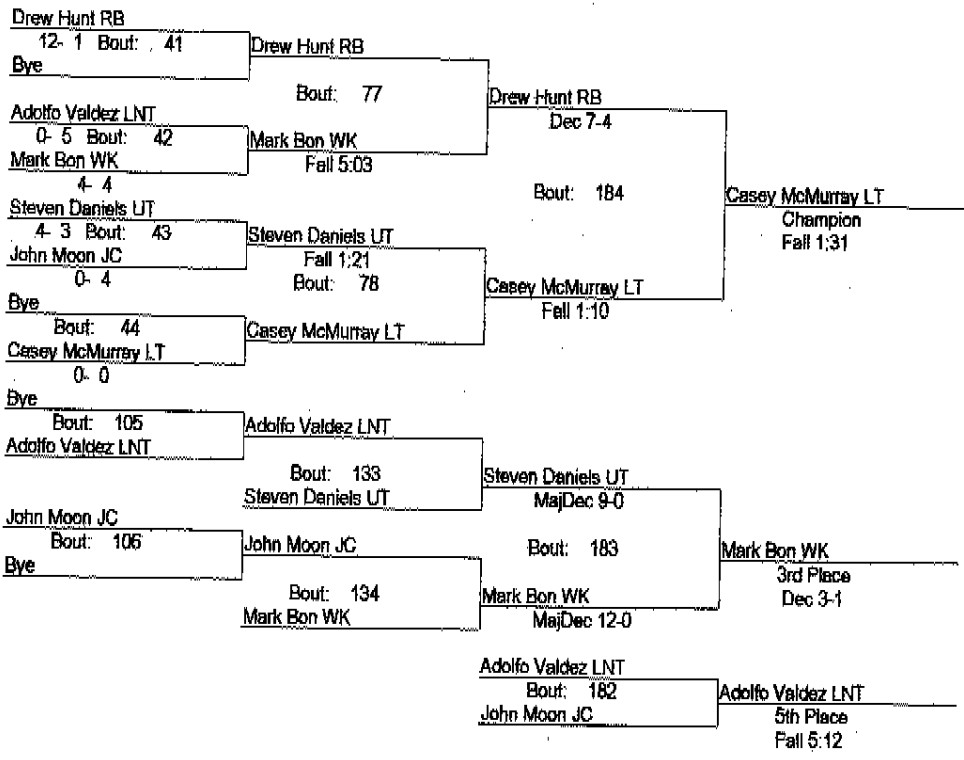 Drew Hunt RB
12- 1 Bout: 41
Bye
Drew Hunt RB
Bout: 77
Adolfo Valdez LNT
0- 5 Bout: 42
Mark Bon WK
4- 4
Mark Bon WK
Fall 5:03
Drew Hunt RB
Dec 7-4
Steven Daniels UT
4- 3 Bout: 43
John Moon JC
0- 4
Steven Daniels UT
Fall 1:21
Bout: 78
Bye
Bout: 44
Casey McMurray LT
0- 0
Casey McMurray LT
Casey McMurray LT
Fall 1:10
Bout: 184
Casey McMurray LT
Champion
Fall 1:31
Bye
Bout: 105
Adolfo Valdez LNT
Adolfo Valdez LNT
Bout: 133
Steven Daniels UT
Steven Daniels UT
MajDec 9-0
John Moon JC
Bout: 106
Bye
John Moon JC
Bout: 134
Mark Bon WK
Mark Bon WK
MajDec 12-0
Bout: 183
Mark Bon WK
3rd Place
Dec 3-1
Adolfo Valdez LNT
Bout: 182
John Moon JC
Adolfo Valdez LNT
5th Place
Fall 5:12